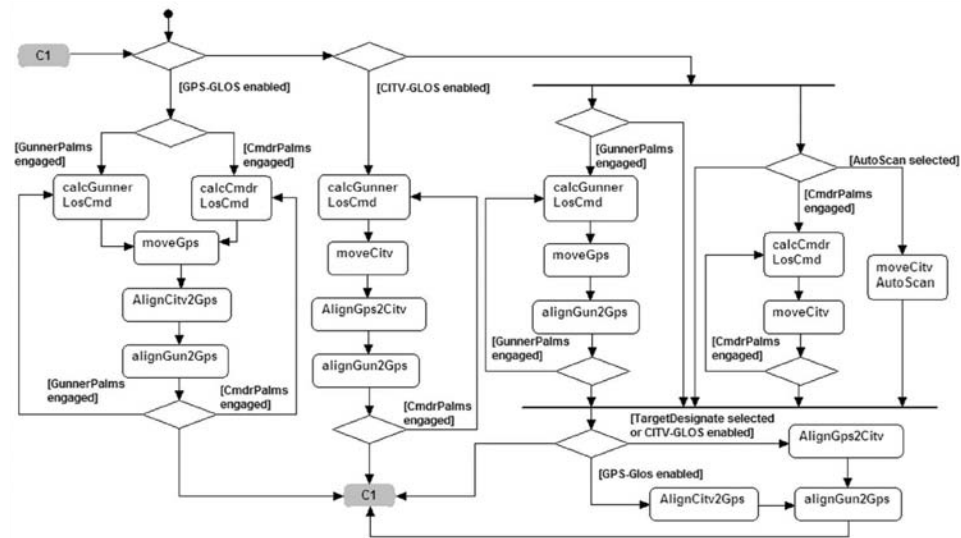 C1
[GPS-GLOS enabled]
[CITV-GLOS enabled]
[GunnerPalms
engaged]
[CmdrPalms
engaged]
calcGunner
LosCmd
calcCmdr
LosCmd
moveGps
AlignCitv2Gps
alignGun2Gps
[GunnerPalms
engaged]
[CmdrPalms
engaged]
calcGunner
LosCmd
moveCitv
AlignGps2Citv
alignGun2Gps
[CmdrPalms
engaged]
C1
[GunnerPalms
engaged]
calcGunner
LosCmd
moveGps
alignGun2Gps
[GunnerPalms
engaged]
[AutoScan selected]
[CmdrPalms
engaged]
calcCmdr
LosCmd
moveCitv
[CmdrPalms
engaged]
moveCitv
AutoScan
[TargetDesignate selected
or CITV-GLOS enabled]
AlignGps2Citv
[GPS-Glos enabled]
AlignCitv2Gps
alignGun2Gps